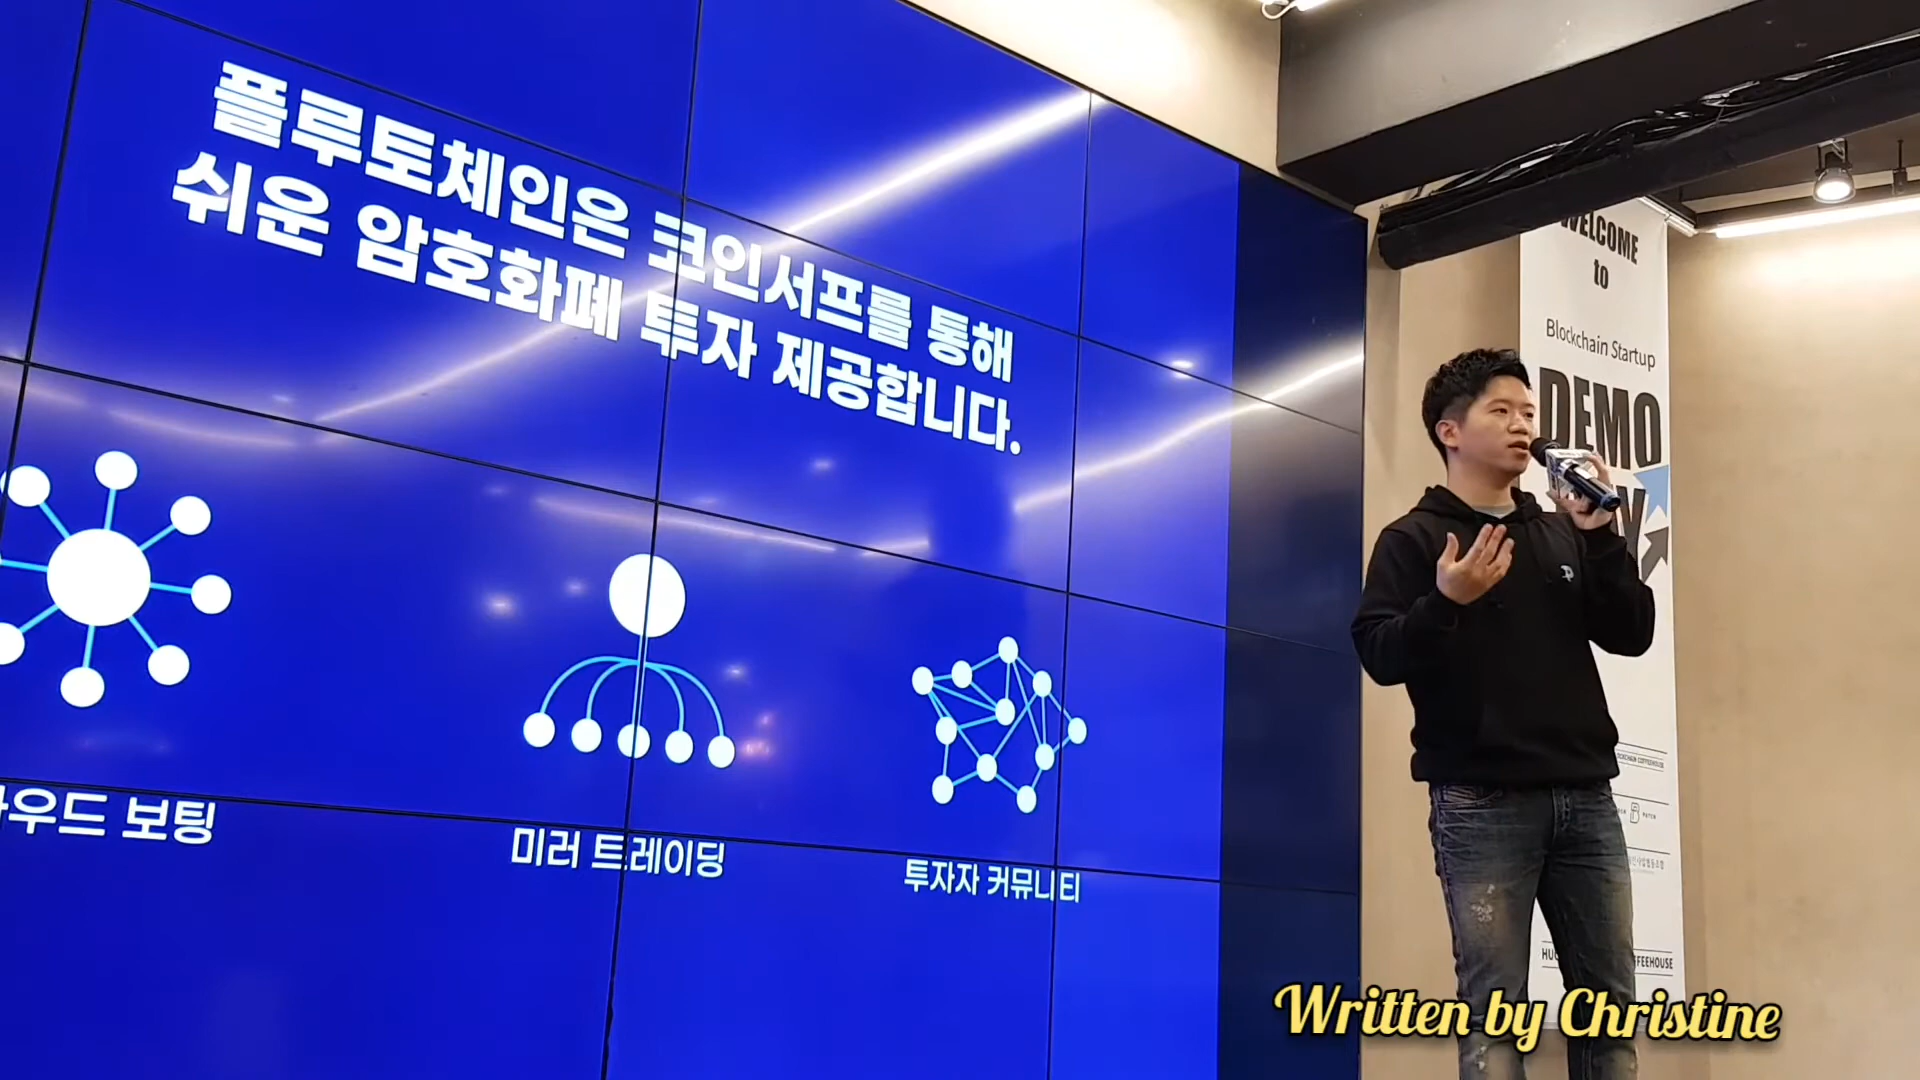 플루토체인은 코인서프를 통해
쉬운 암호화폐 투자 제공합니다.
보팅
미러 트레이딩
투자자 커뮤니티
WELCOME
to
Blockchain Startup
DEMO
Written by Christine